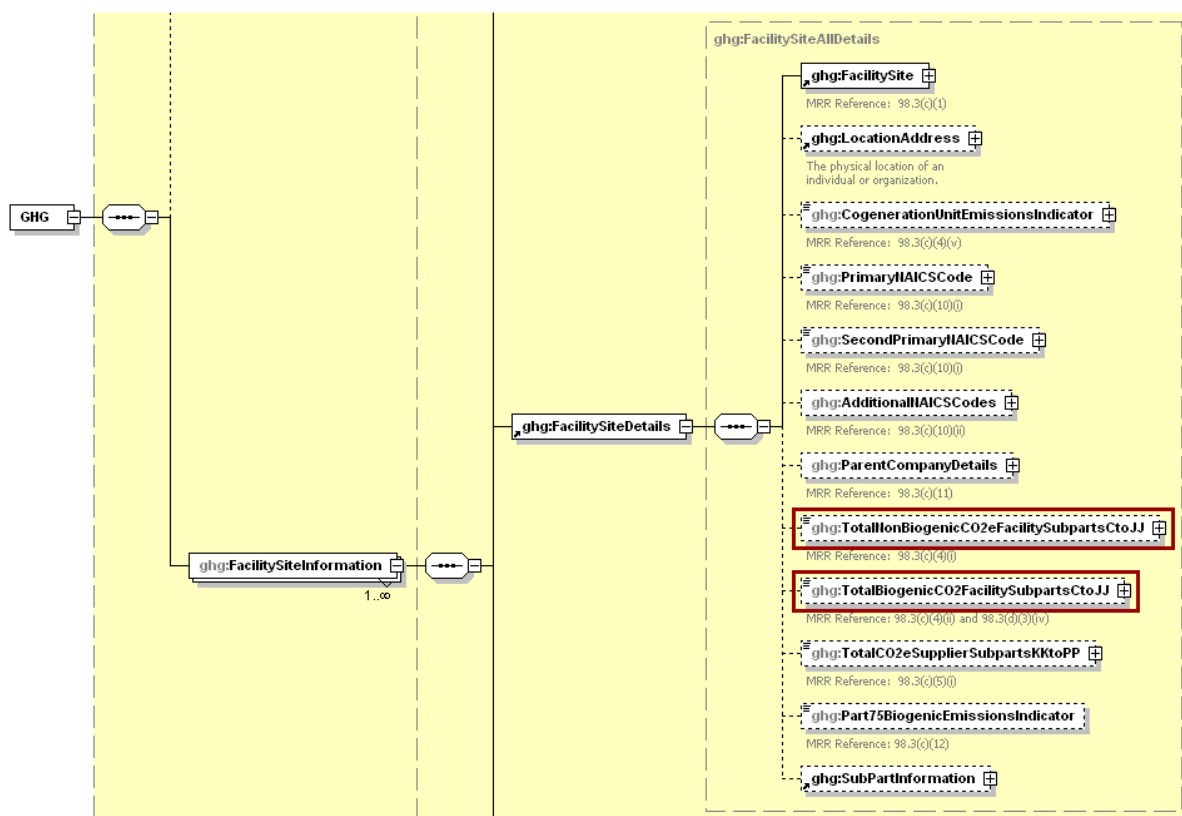 ghg:FacilitySiteAllDetails
ghg:FacilitySite
MRR Reference: 98.3(c)(1)
ghg:LocationAddress
The physical location of an
individual or organization.
GHG
ghg:CogenerationUnitEmissionsIndicator
MRR Reference: 98.3(c)(4)(v)
ghg:PrimaryNAICSCode
MRR Reference: 98.3(c)(10)(i)
ghg:SecondPrimaryNAICSCode
MRR Reference: 98.3(c)(10)(i)
ghg:AdditionalNAICSCodes
MRR Reference: 98.3(c)(10)(ii)
ghg:FacilitySiteDetails
ghg:ParentCompanyDetails
MRR Reference: 98.3(c)(11)
ghg:TotalNonBiogenicCO2eFacilitySubpartsCtoJJ
MRR Reference: 98.3(c)(4)(i)
ghg:FacilitySiteInformation
1..∞
ghg:TotalBiogenicCO2FacilitySubpartsCtoJJ
MRR Reference: 98.3(c)(4)(ii) and 98.3(d)(3)(iv)
ghg:TotalCO2eSupplierSubpartsKKtoPP
MRR Reference: 98.3(c)(5)(i)
ghg:Part75BiogenicEmissionsIndicator
MRR Reference: 98.3(c)(12)
ghg:SubPartInformation